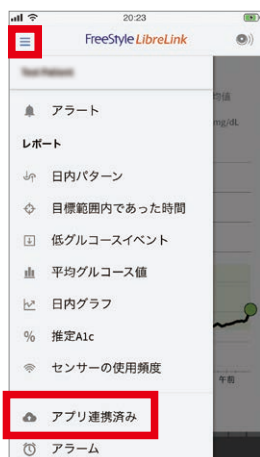 20:23
FreeStyle LibreLink
アラート
均値
mg/dL
レポート
日内パターン
目標範囲内であった時間
低グルコースイベント
平均グルコース値
日内グラフ
% 推定A1c
センサーの使用頻度
午前
アプリ連携済み
アラーム